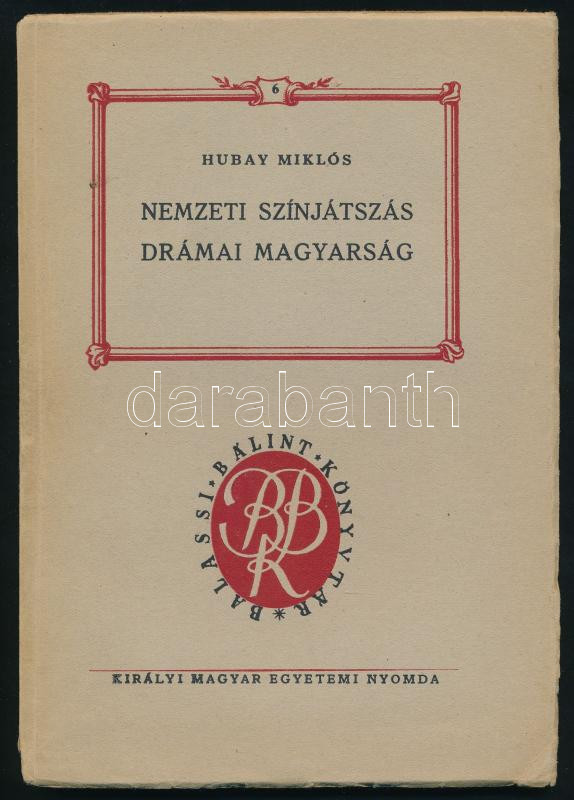 6
HUBAY MIKLÓS
NEMZETI SZÍNJÁTSZÁS
DRÁMAI MAGYARSÁG
darabanth
BALASSI * BÁLINT * KÖNYVTÁR *
BBK
KIRÁLYI MAGYAR EGYETEMI NYOMDA